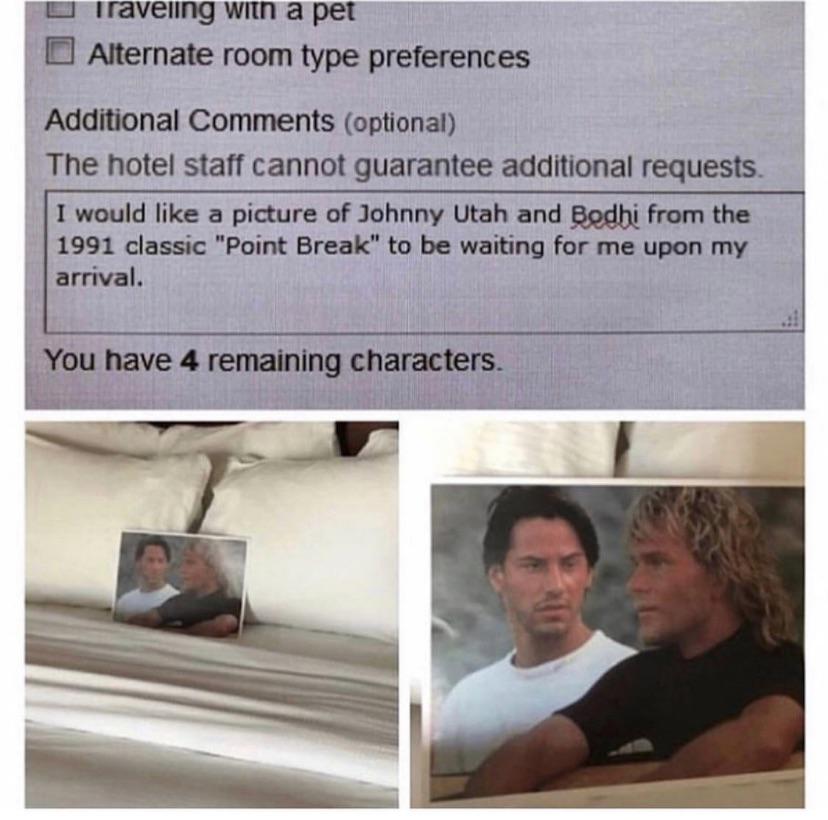 Traveling with a pet
Alternate room type preferences
Additional Comments (optional)
The hotel staff cannot guarantee additional requests.
I would like a picture of Johnny Utah and Bodhi from the
1991 classic "Point Break" to be waiting for me upon my
arrival.
You have 4 remaining characters.